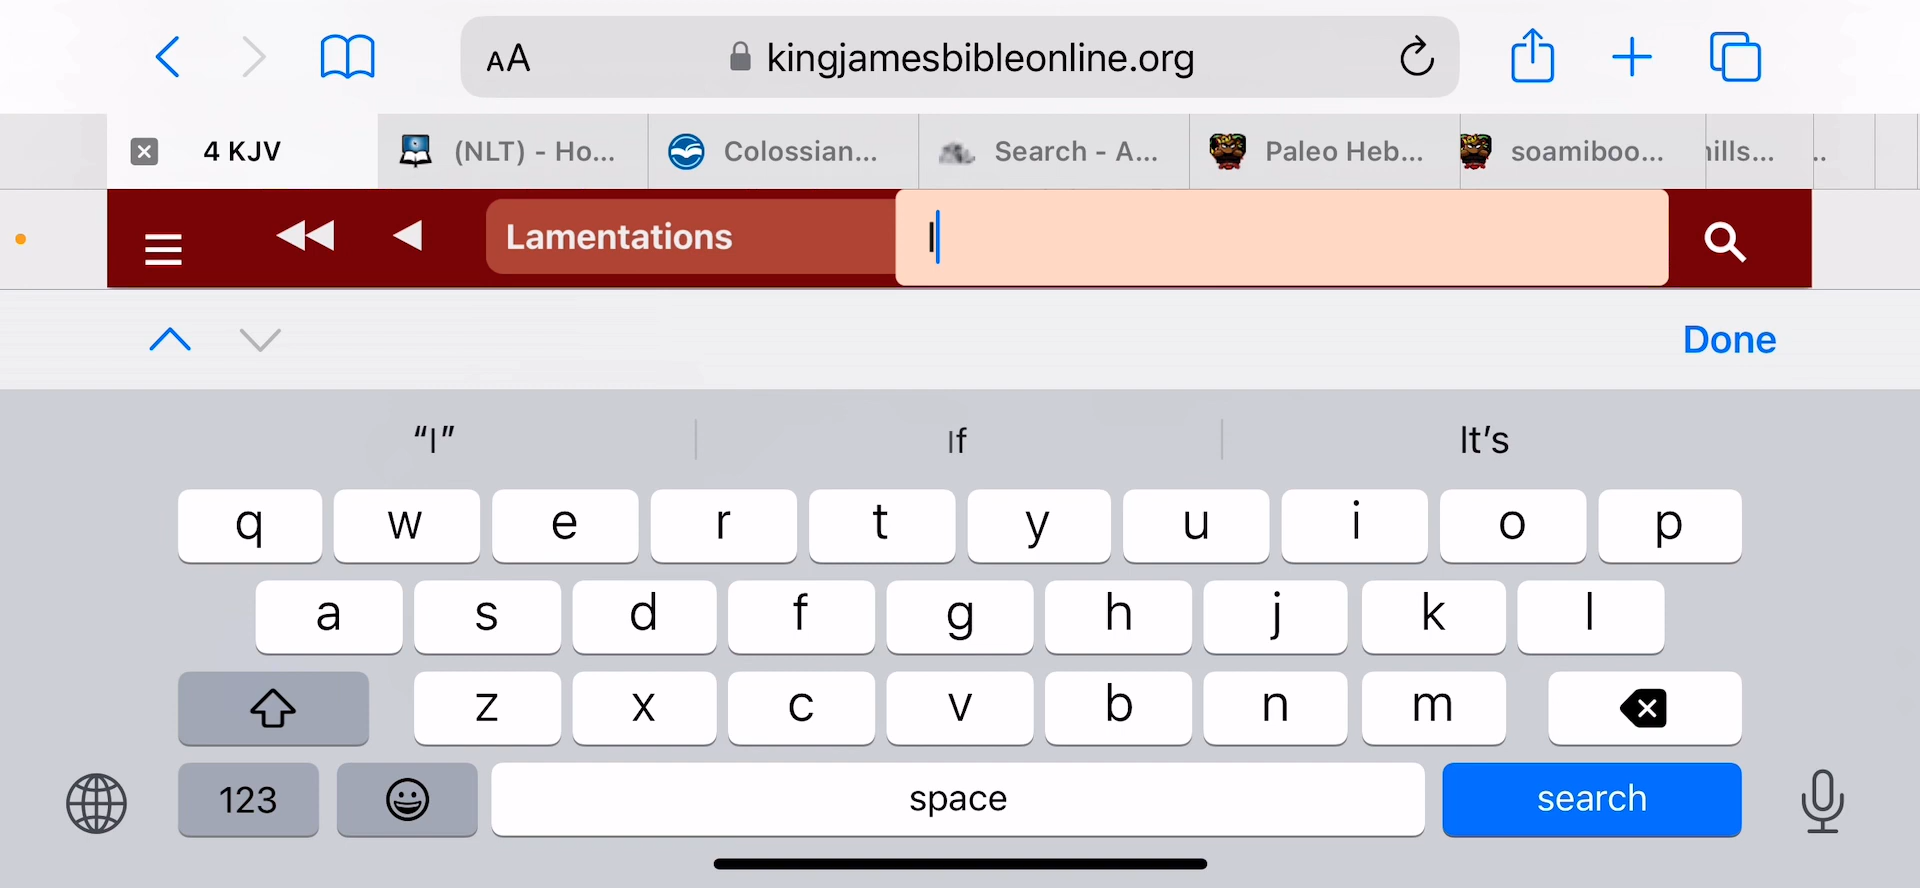 AA kingjamesbibleonline.org
4 KJV (NLT) - Ho... Colossian... Search - A... Paleo Heb... soamiboo... hills... ..
Lamentations I
Done
“I” If It’s
q w e r t y u i o p
a s d f g h j k l
z x c v b n m
123 space search